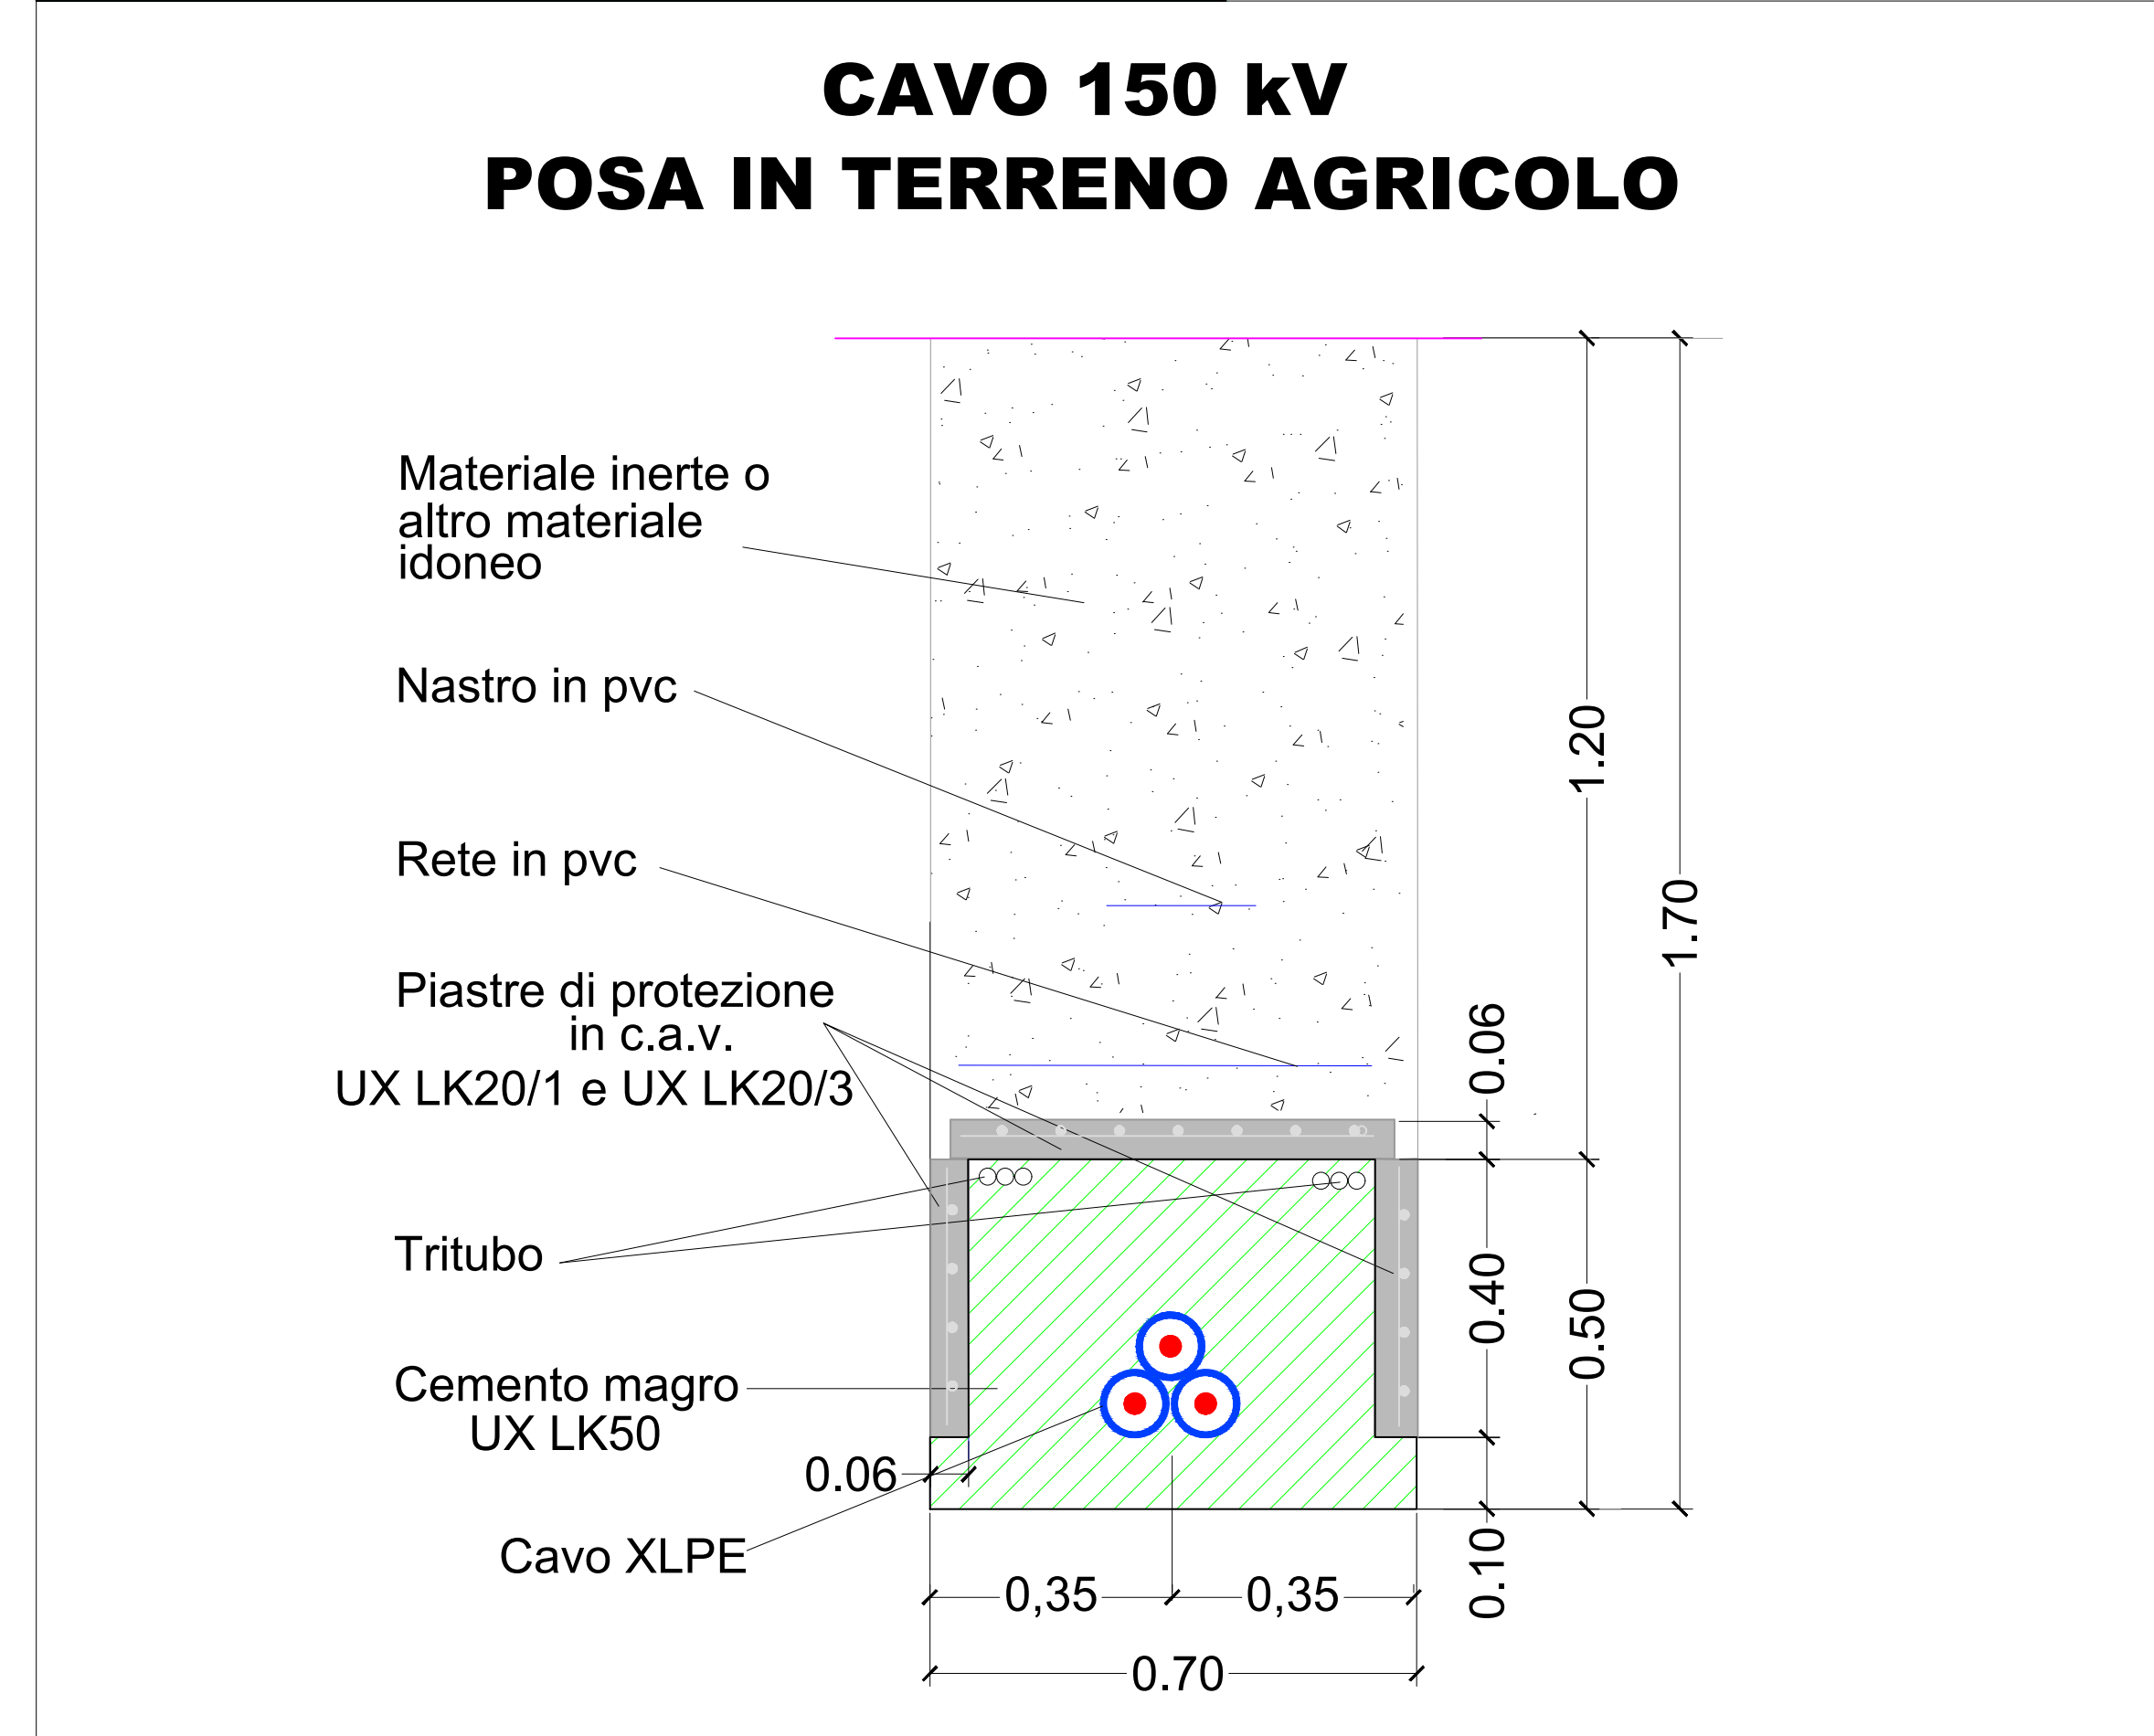 CAVO 150 kV
POSA IN TERRENO AGRICOLO
Materiale inerte o
altro materiale
idoneo
Nastro in pvc
1.20
Rete in pvc
1.70
Piastre di protezione
in c.a.v.
UX LK20/1 e UX LK20/3
0.06
Tritubo
0.40
0.50
Cemento magro
UX LK50
0.06
Cavo XLPE
0.10
0,35
0,35
0.70